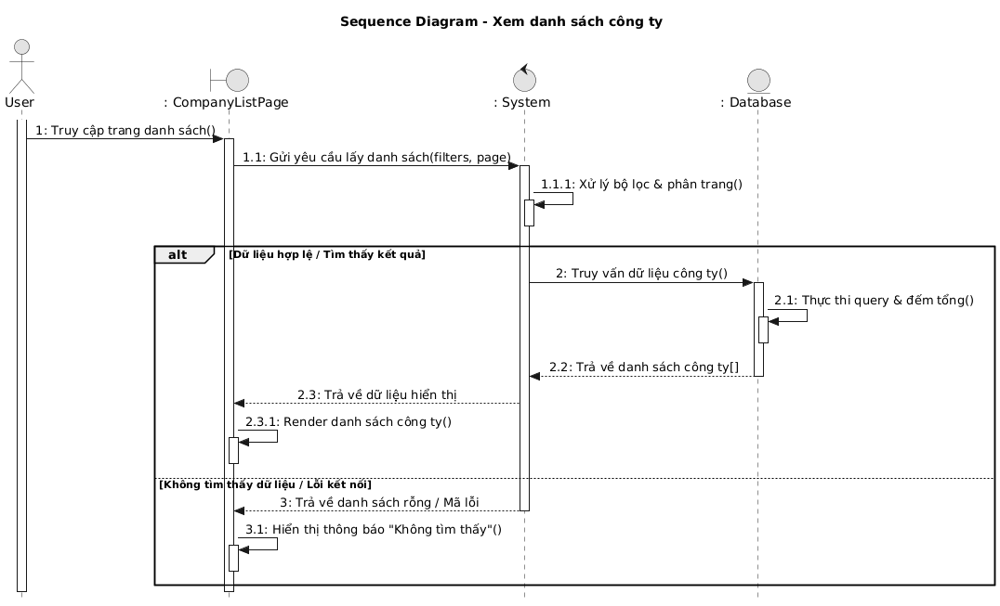 Sequence Diagram - Xem danh sách công ty
User
: CompanyListPage
: System
: Database
1: Truy cập trang danh sách()
1.1: Gửi yêu cầu lấy danh sách(filters, page)
1.1.1: Xử lý bộ lọc & phân trang()
alt [Dữ liệu hợp lệ / Tìm thấy kết quả]
2: Truy vấn dữ liệu công ty()
2.1: Thực thi query & đếm tổng()
2.2: Trả về danh sách công ty[]
2.3: Trả về dữ liệu hiển thị
2.3.1: Render danh sách công ty()
[Không tìm thấy dữ liệu / Lỗi kết nối]
3: Trả về danh sách rỗng / Mã lỗi
3.1: Hiển thị thông báo "Không tìm thấy"()